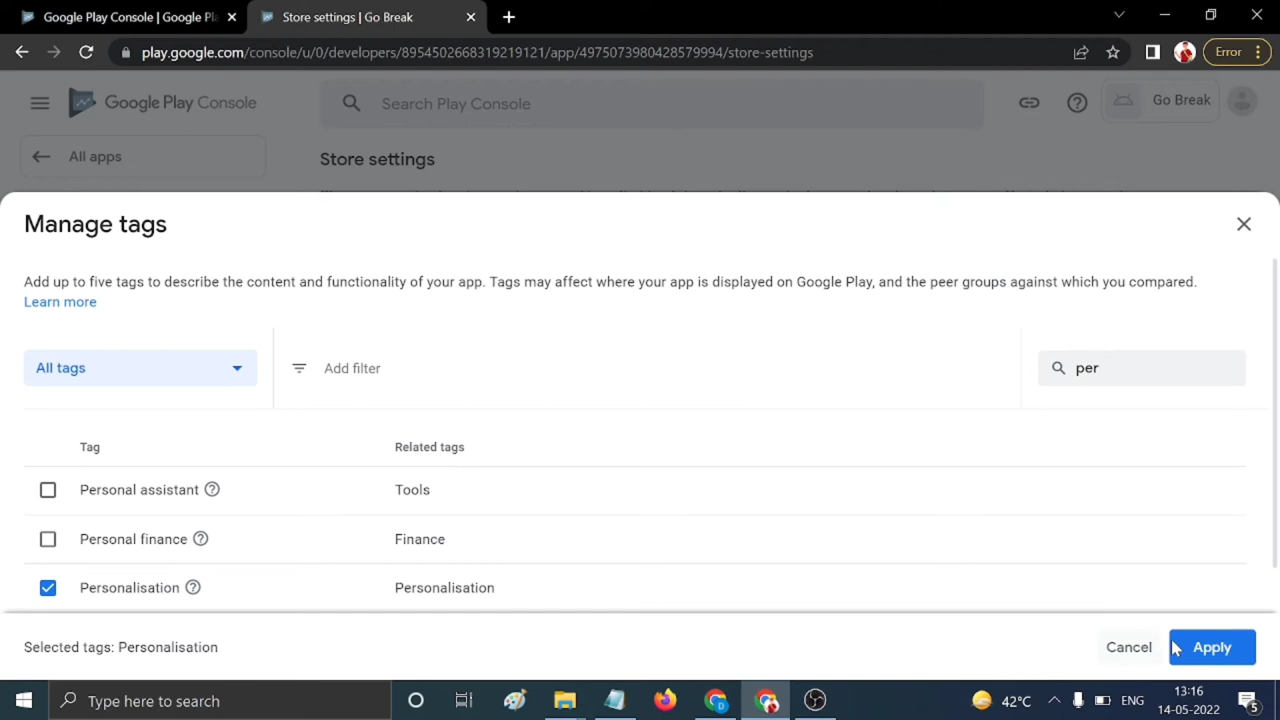 Google Play Console | Google Pla
Store settings | Go Break
play.google.com/console/u/0/developers/8954502668319219121/app/4975073980428579994/store-settings
Error
Google Play Console
Search Play Console
Go Break
All apps
Store settings
Manage tags
Add up to five tags to describe the content and functionality of your app. Tags may affect where your app is displayed on Google Play, and the peer groups against which you compared.
Learn more
All tags
Add filter
per
Tag Related tags
Personal assistant Tools
Personal finance Finance
Personalisation Personalisation
Selected tags: Personalisation
Cancel
Apply
Type here to search
42°C
ENG
13:16
14-05-2022
5